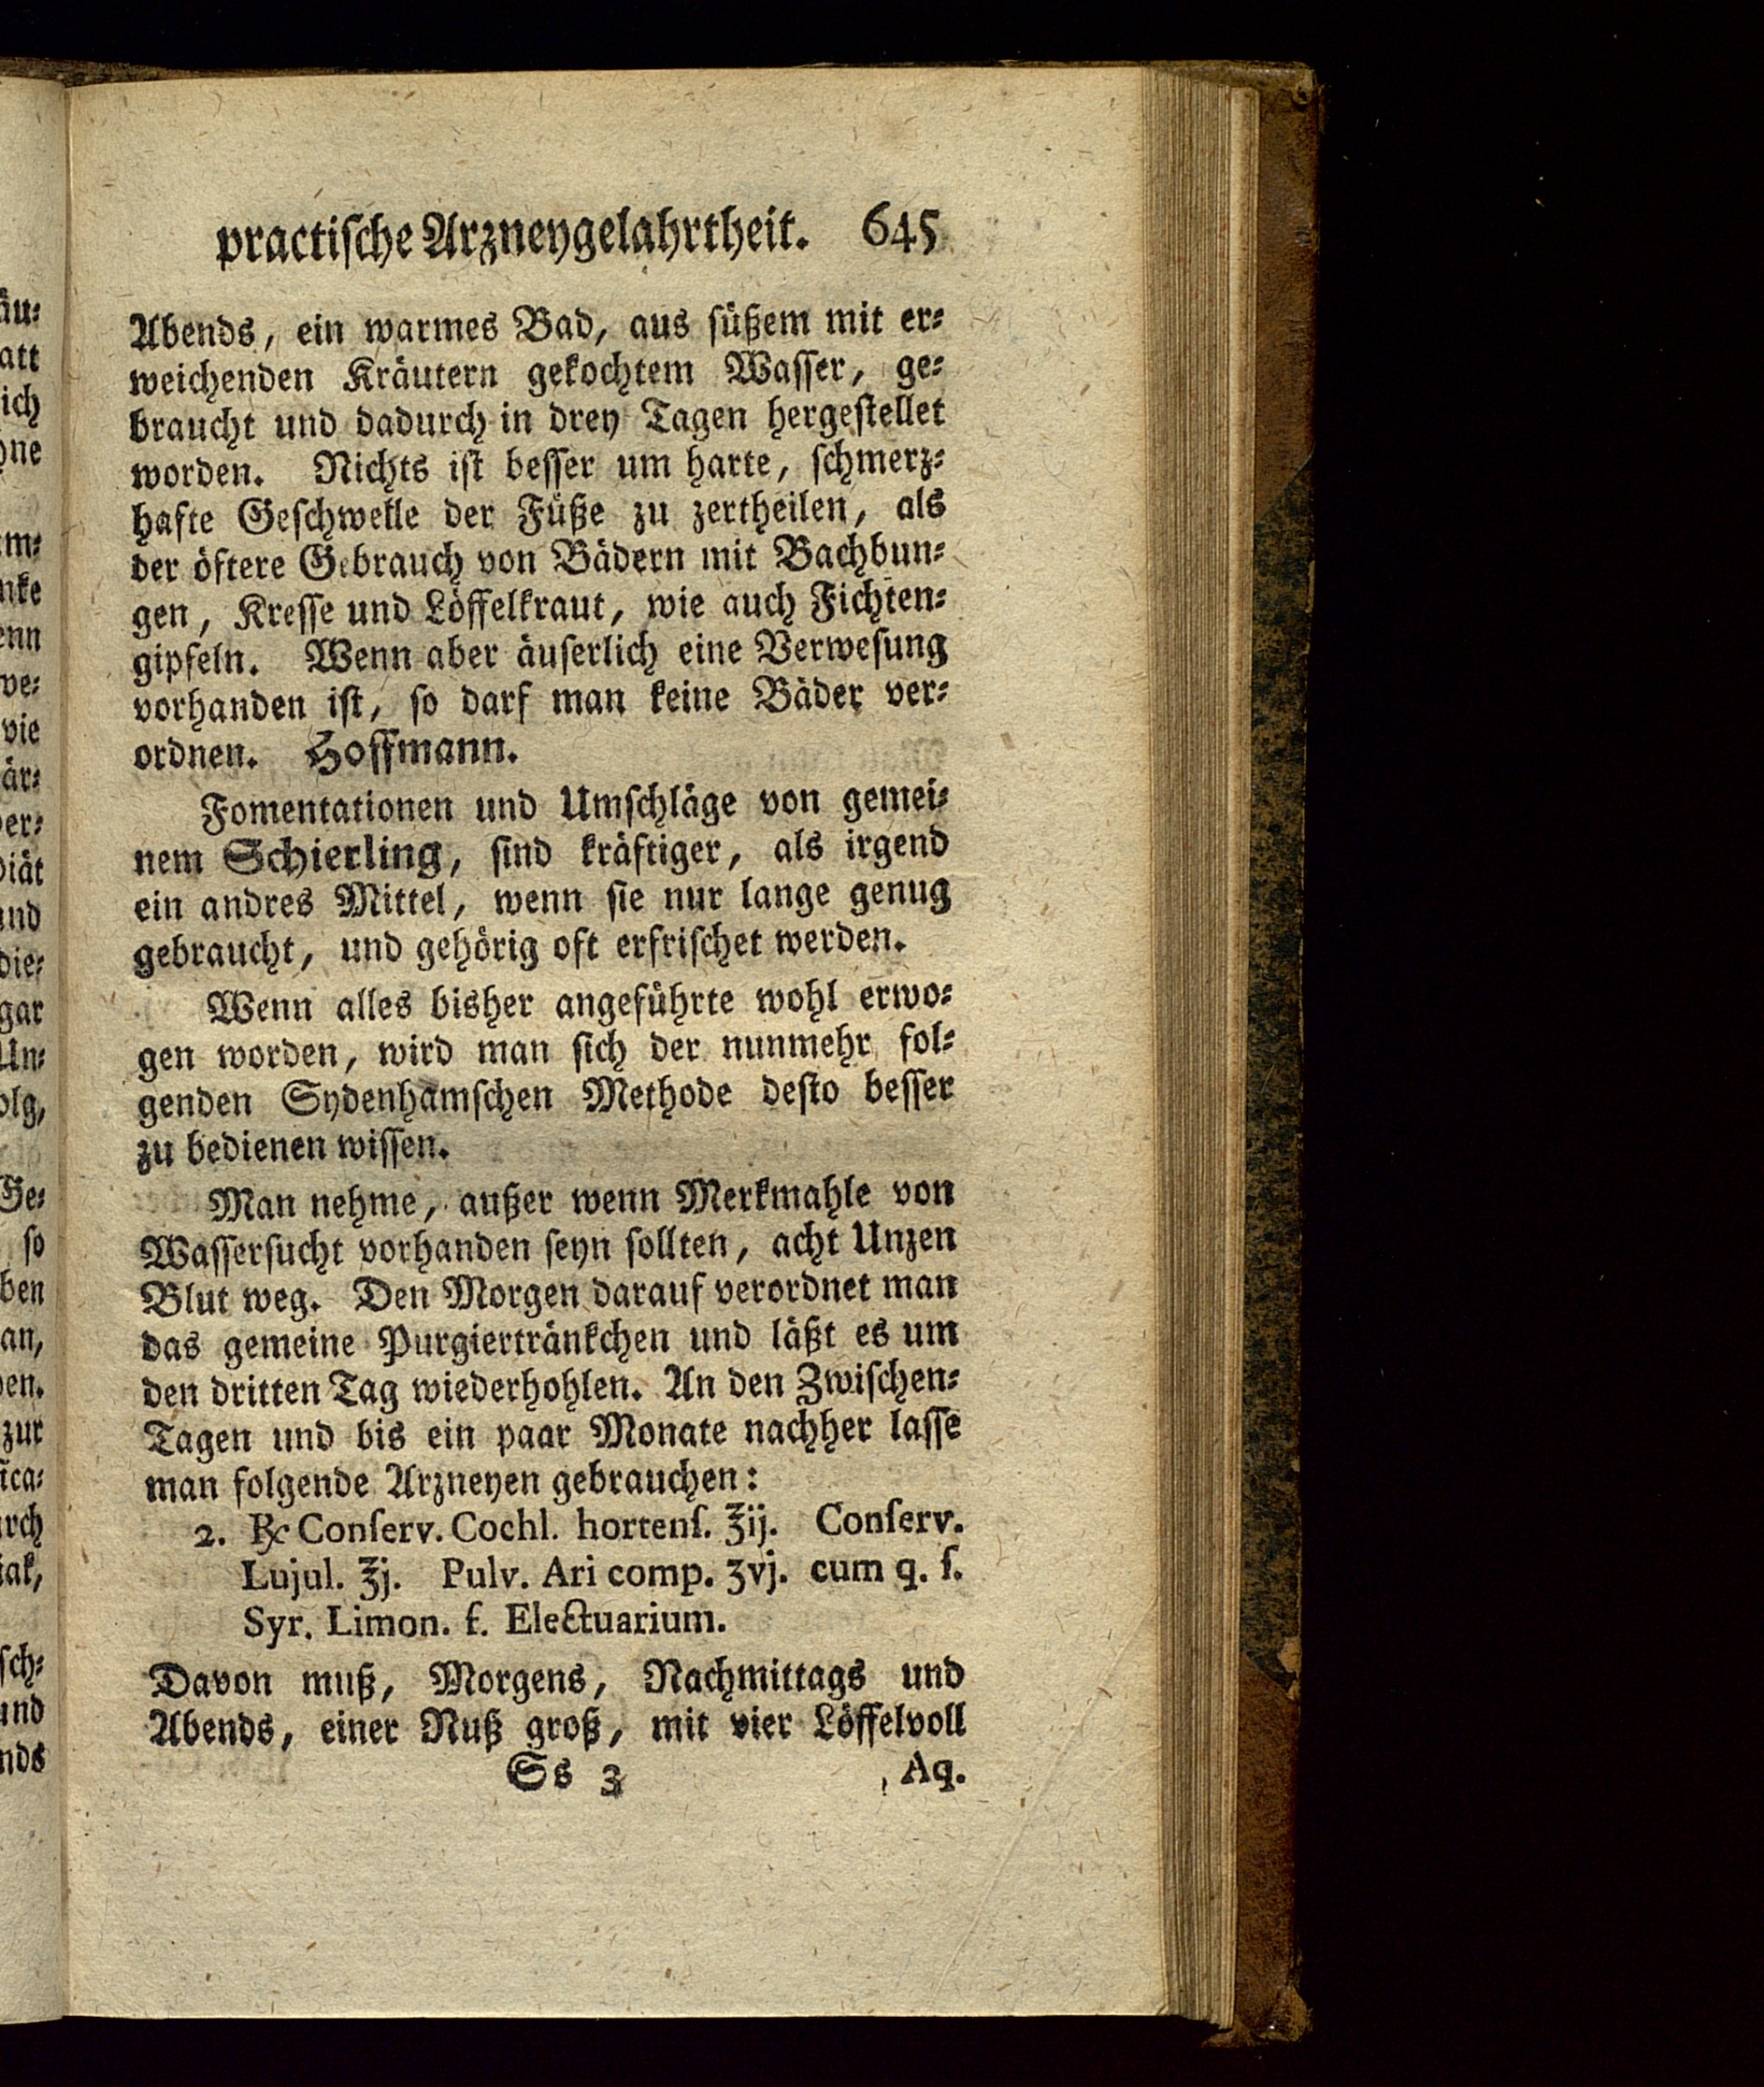 practische Arzneygelahrtheit. 645
Abends, ein warmes Bad, aus süßem mit er-
weichenden Kräutern gekochtem Wasser, ge-
braucht und dadurch in drey Tagen hergestellet
worden. Nichts ist besser um harte, schmerz-
hafte Geschwelle der Füße zu zertheilen, als
der öftere Gebrauch von Bädern mit Bachbun-
gen, Kresse und Löffelkraut, wie auch Fichten-
gipfeln. Wenn aber äuserlich eine Verwesung
vorhanden ist, so darf man keine Bäder ver-
ordnen. Hoffmann.
Fomentationen und Umschläge von gemei-
nem Schierling, sind kräftiger, als irgend
ein andres Mittel, wenn sie nur lange genug
gebraucht, und gehörig oft erfrischet werden.
Wenn alles bisher angeführte wohl erwo-
gen worden, wird man sich der nunmehr fol-
genden Sydenhamschen Methode desto besser
zu bedienen wissen.
Man nehme, außer wenn Merkmahle von
Wassersucht vorhanden seyn sollten, acht Unzen
Blut weg. Den Morgen darauf verordnet man
das gemeine Purgiertränkchen und läßt es um
den dritten Tag wiederhohlen. An den Zwischen-
Tagen und bis ein paar Monate nachher lasse
man folgende Arzneyen gebrauchen:
2. ℞ Conſerv. Cochl. hortenſ. ℥ij. Conſerv.
Lujul. ℥j. Pulv. Ari comp. ʒvj. cum q. ſ.
Syr. Limon. f. Electuarium.
Davon muß, Morgens, Nachmittags und
Abends, einer Nuß groß, mit vier Löffelvoll
Ss 3 Aq.